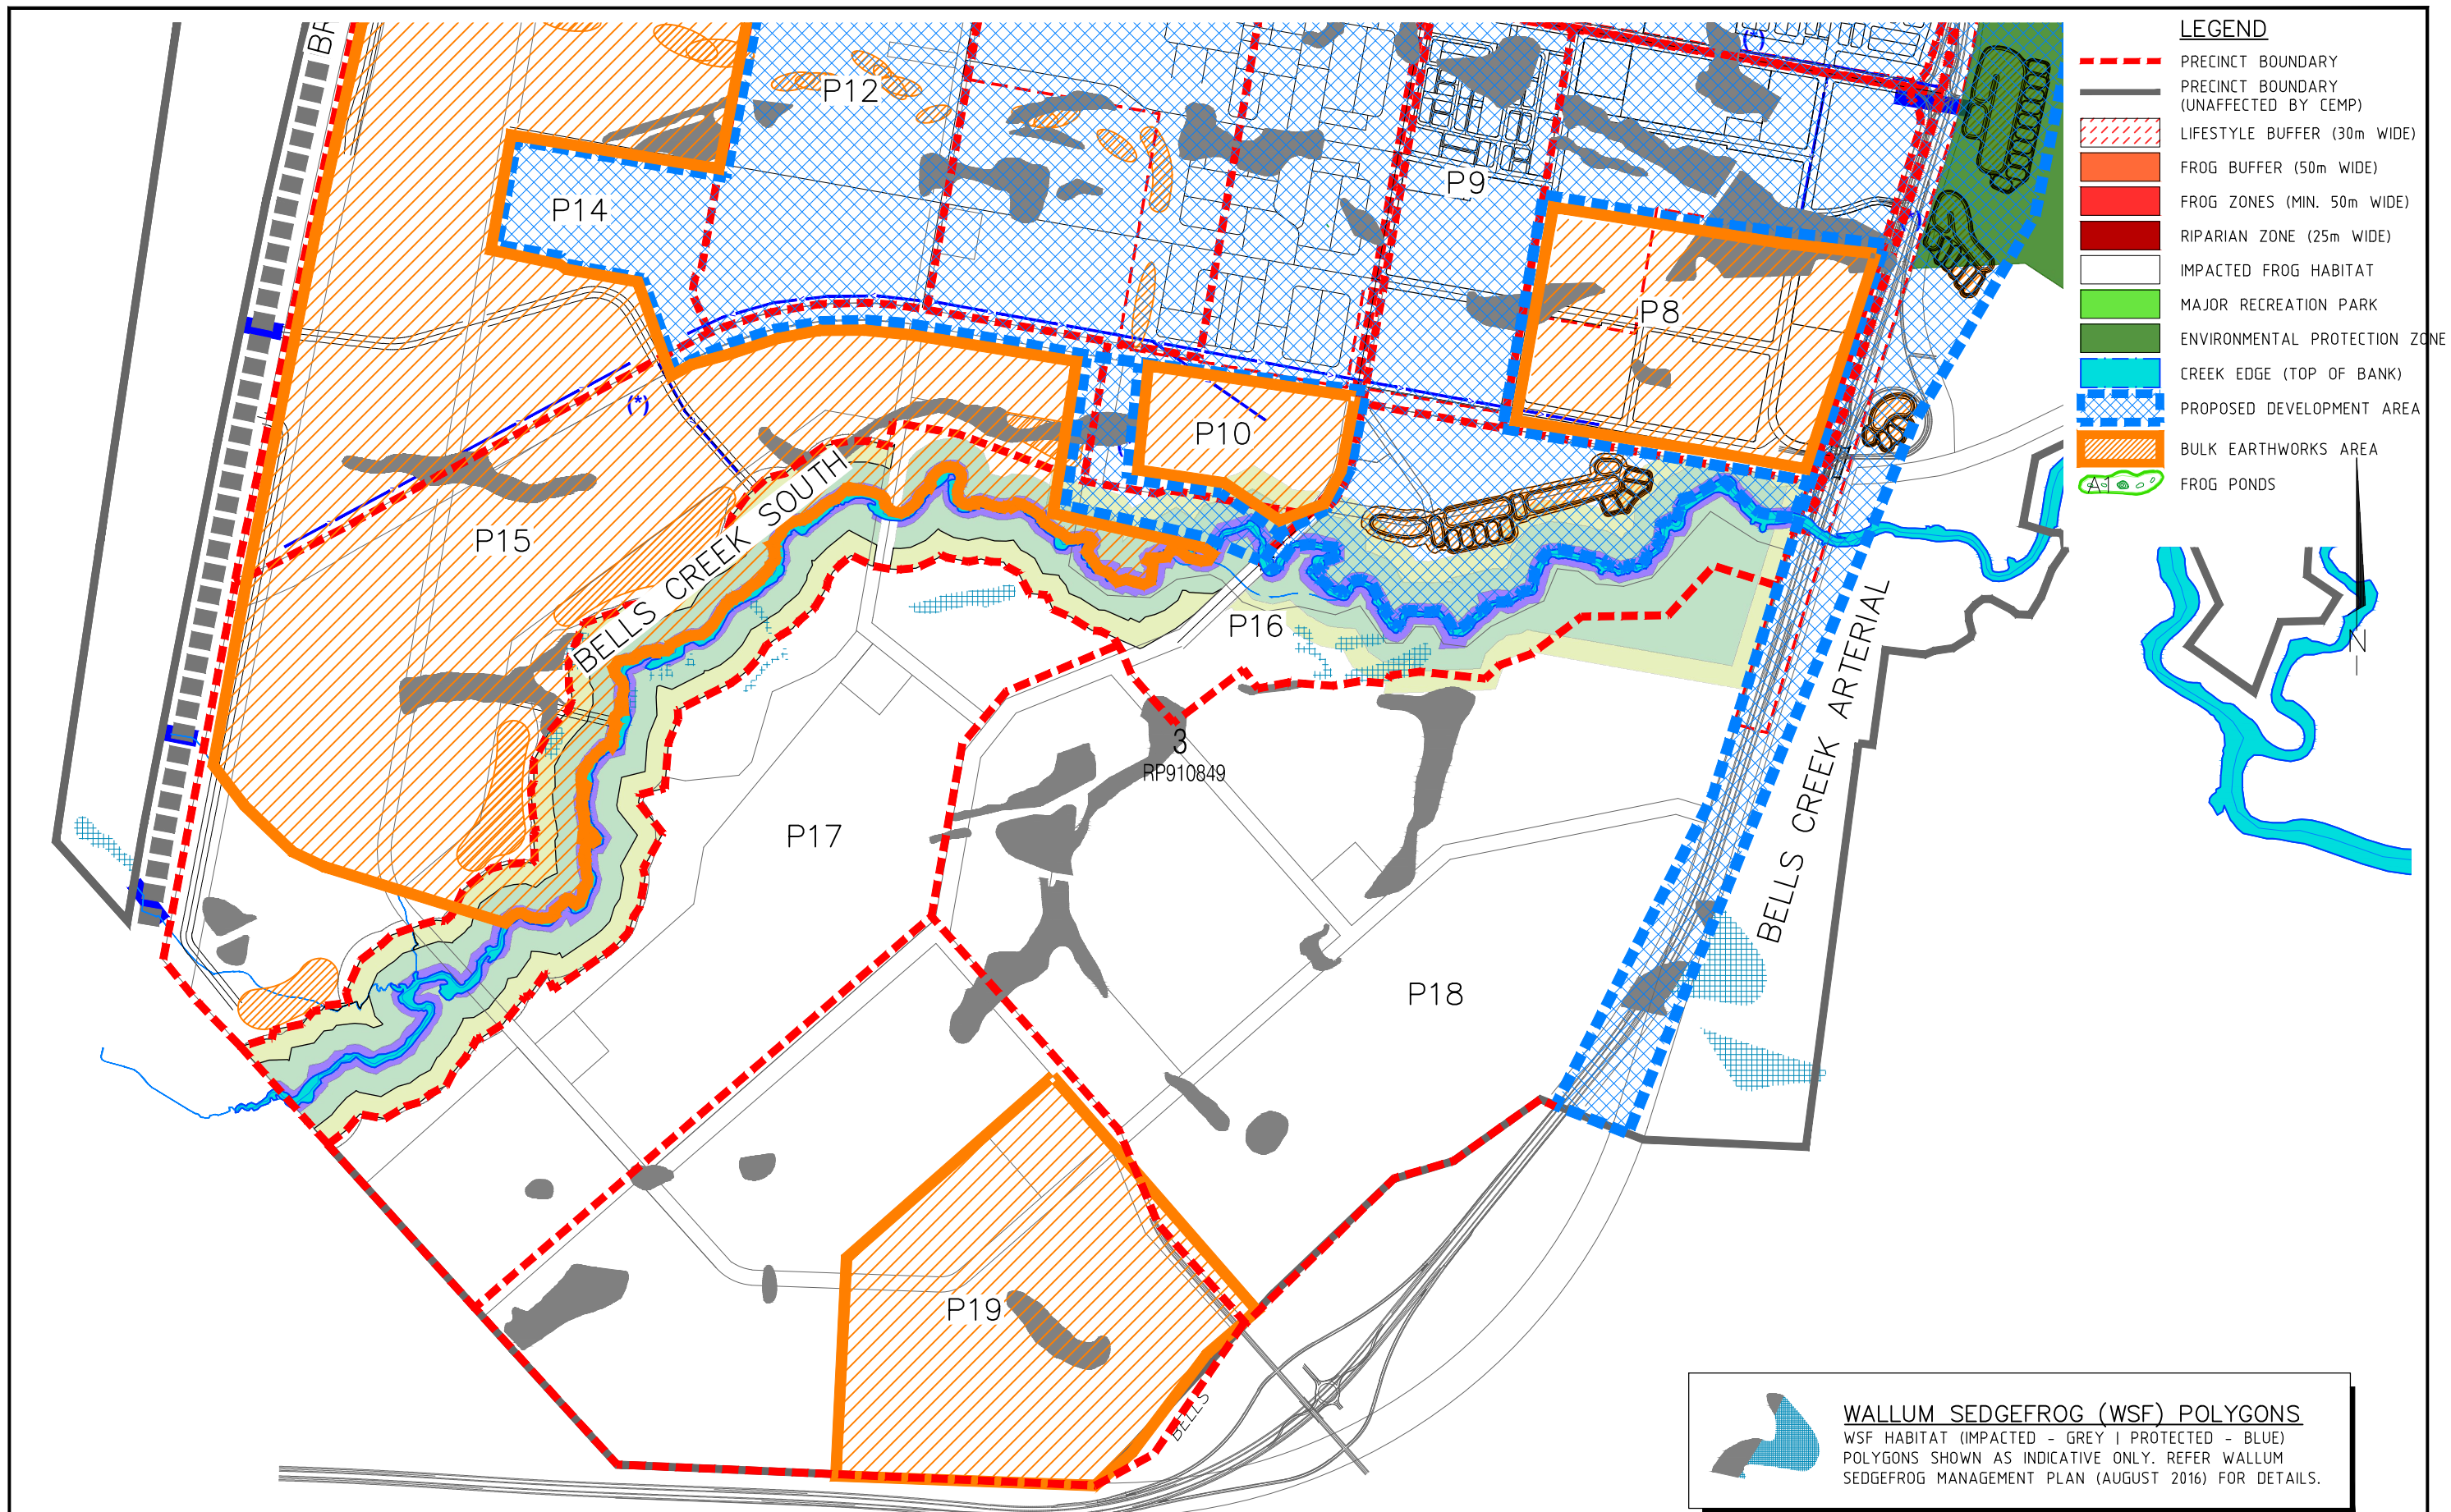 LEGEND
PRECINCT BOUNDARY
PRECINCT BOUNDARY
(UNAFFECTED BY CEMP)
LIFESTYLE BUFFER (30m WIDE)
FROG BUFFER (50m WIDE)
FROG ZONES (MIN. 50m WIDE)
RIPARIAN ZONE (25m WIDE)
IMPACTED FROG HABITAT
MAJOR RECREATION PARK
ENVIRONMENTAL PROTECTION ZONE
CREEK EDGE (TOP OF BANK)
PROPOSED DEVELOPMENT AREA
BULK EARTHWORKS AREA
A1
FROG PONDS
N
BR
P12
(*)
P14
P9
P8
(*)
P10
P15
BELLS CREEK SOUTH
P16
BELLS CREEK ARTERIAL
3
RP910849
P17
P18
P19
BELLS
WALLUM SEDGEFROG (WSF) POLYGONS
WSF HABITAT (IMPACTED - GREY | PROTECTED - BLUE)
POLYGONS SHOWN AS INDICATIVE ONLY. REFER WALLUM
SEDGEFROG MANAGEMENT PLAN (AUGUST 2016) FOR DETAILS.